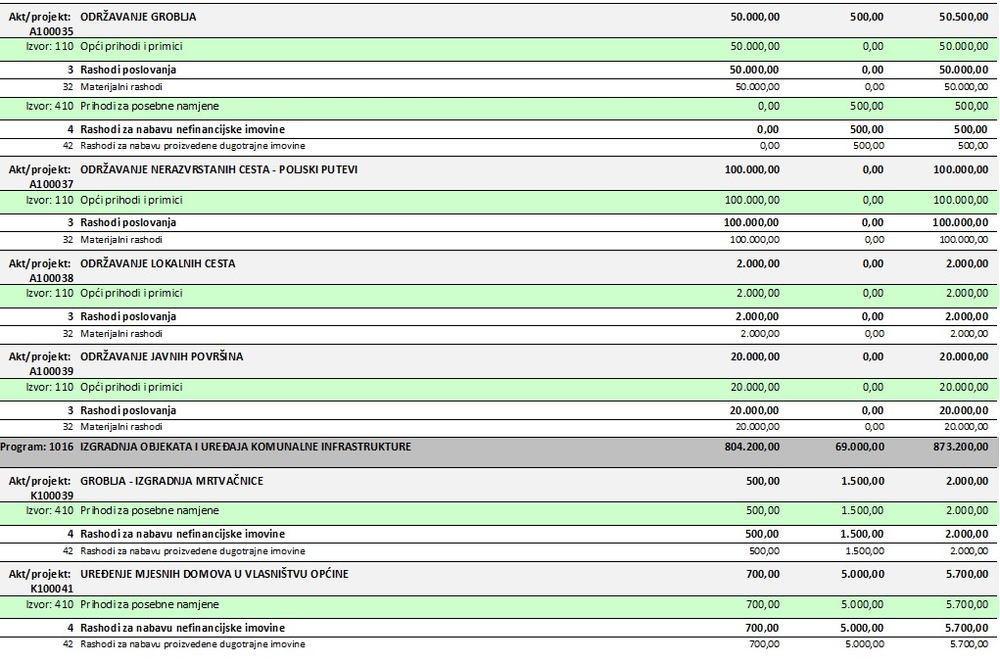 Akt/projekt: ODRŽAVANJE GROBLJA 50.000,00 500,00 50.500,00
A100035
Izvor: 110 Opći prihodi i primici 50.000,00 0,00 50.000,00
3 Rashodi poslovanja 50.000,00 0,00 50.000,00
32 Materijalni rashodi 50.000,00 0,00 50.000,00
Izvor: 410 Prihodi za posebne namjene 0,00 500,00 500,00
4 Rashodi za nabavu nefinancijske imovine 0,00 500,00 500,00
42 Rashodi za nabavu proizvedene dugotrajne imovine 0,00 500,00 500,00
Akt/projekt: ODRŽAVANJE NERAZVRSTANIH CESTA - POLJSKI PUTEVI 100.000,00 0,00 100.000,00
A100037
Izvor: 110 Opći prihodi i primici 100.000,00 0,00 100.000,00
3 Rashodi poslovanja 100.000,00 0,00 100.000,00
32 Materijalni rashodi 100.000,00 0,00 100.000,00
Akt/projekt: ODRŽAVANJE LOKALNIH CESTA 2.000,00 0,00 2.000,00
A100038
Izvor: 110 Opći prihodi i primici 2.000,00 0,00 2.000,00
3 Rashodi poslovanja 2.000,00 0,00 2.000,00
32 Materijalni rashodi 2.000,00 0,00 2.000,00
Akt/projekt: ODRŽAVANJE JAVNIH POVRŠINA 20.000,00 0,00 20.000,00
A100039
Izvor: 110 Opći prihodi i primici 20.000,00 0,00 20.000,00
3 Rashodi poslovanja 20.000,00 0,00 20.000,00
32 Materijalni rashodi 20.000,00 0,00 20.000,00
Program: 1016 IZGRADNJA OBJEKATA I UREĐAJA KOMUNALNE INFRASTRUKTURE 804.200,00 69.000,00 873.200,00
Akt/projekt: GROBLJA - IZGRADNJA MRTVAČNICE 500,00 1.500,00 2.000,00
K100039
Izvor: 410 Prihodi za posebne namjene 500,00 1.500,00 2.000,00
4 Rashodi za nabavu nefinancijske imovine 500,00 1.500,00 2.000,00
42 Rashodi za nabavu proizvedene dugotrajne imovine 500,00 1.500,00 2.000,00
Akt/projekt: UREĐENJE MJESNIH DOMOVA U VLASNIŠTVU OPĆINE 700,00 5.000,00 5.700,00
K100041
Izvor: 410 Prihodi za posebne namjene 700,00 5.000,00 5.700,00
4 Rashodi za nabavu nefinancijske imovine 700,00 5.000,00 5.700,00
42 Rashodi za nabavu proizvedene dugotrajne imovine 700,00 5.000,00 5.700,00